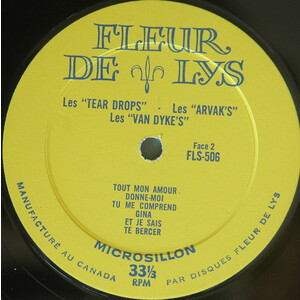 FLEUR
DE LYS
Les "TEAR DROPS" Les "ARVAK'S"
Les "VAN DYKE'S"
Face 2
FLS-506
TOUT MON AMOUR
DONNE-MOI
TU ME COMPREND
GINA
ET JE SAIS
TE BERCER
MICROSILLON
33⅓
RPM
MANUFACTURÉ AU CANADA
PAR DISQUES FLEUR DE LYS